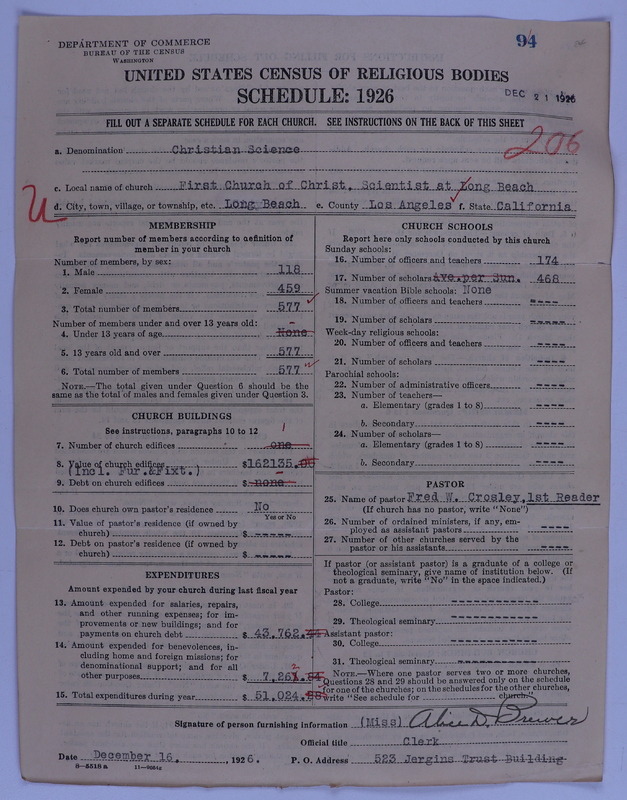 DEPARTMENT OF COMMERCE
BUREAU OF THE CENSUS
WASHINGTON
94
UNITED STATES CENSUS OF RELIGIOUS BODIES
SCHEDULE: 1926
DEC 21 1926
FILL OUT A SEPARATE SCHEDULE FOR EACH CHURCH. SEE INSTRUCTIONS ON THE BACK OF THIS SHEET
206
a. Denomination Christian Science
c. Local name of church First Church of Christ, Scientist at Long Beach
U
d. City, town, village, or township, etc. Long Beach e. County Los Angeles f. State California
MEMBERSHIP
Report number of members according to definition of
member in your church
Number of members, by sex:
1. Male 118
2. Female 459
3. Total number of members 577
Number of members under and over 13 years old:
4. Under 13 years of age None
5. 13 years old and over 577
6. Total number of members 577
NOTE.—The total given under Question 6 should be the
same as the total of males and females given under Question 3.
CHURCH BUILDINGS
See instructions, paragraphs 10 to 12
7. Number of church edifices one 1
8. Value of church edifices $162135.
(Incl. Fur.&Fixt.)
9. Debt on church edifices $ none
10. Does church own pastor's residence No
Yes or No
11. Value of pastor's residence (if owned by
church) $ -----
12. Debt on pastor's residence (if owned by
church) $ -----
EXPENDITURES
Amount expended by your church during last fiscal year
13. Amount expended for salaries, repairs,
and other running expenses; for im-
provements or new buildings; and for
payments on church debt $ 43,762.
14. Amount expended for benevolences, in-
cluding home and foreign missions; for
denominational support; and for all
other purposes $ 7,261. 2
15. Total expenditures during year $ 51,024.
CHURCH SCHOOLS
Report here only schools conducted by this church
Sunday schools:
16. Number of officers and teachers 174
17. Number of scholars ave.per Sun. 468
Summer vacation Bible schools: None
18. Number of officers and teachers ----
19. Number of scholars -----
Week-day religious schools:
20. Number of officers and teachers ----
21. Number of scholars ----
Parochial schools:
22. Number of administrative officers ----
23. Number of teachers—
a. Elementary (grades 1 to 8) ----
b. Secondary ----
24. Number of scholars—
a. Elementary (grades 1 to 8) ----
b. Secondary ----
PASTOR
25. Name of pastor Fred W. Crosley, 1st Reader
(If church has no pastor, write "None")
26. Number of ordained ministers, if any, em-
ployed as assistant pastors ----
27. Number of other churches served by the
pastor or his assistants ----
If pastor (or assistant pastor) is a graduate of a college or
theological seminary, give name of institution below. (If
not a graduate, write "No" in the space indicated.)
Pastor:
28. College -------------
29. Theological seminary -------------
Assistant pastor:
30. College -------------
31. Theological seminary -------------
NOTE.—Where one pastor serves two or more churches,
Questions 28 and 29 should be answered only on the schedule
for one of the churches; on the schedules for the other churches,
write "See schedule for church."
Signature of person furnishing information (Miss) Alice D. Brewer
Official title Clerk
Date December 16, 1926. P. O. Address 523 Jergins Trust Building
8—5518a 11—9054c